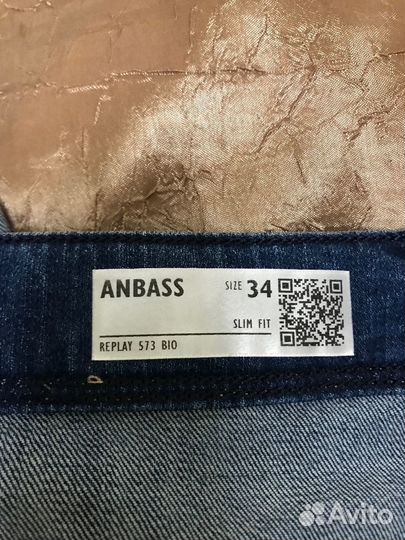 ANBASS SIZE 34
SLIM FIT
REPLAY 573 BIO
Avito